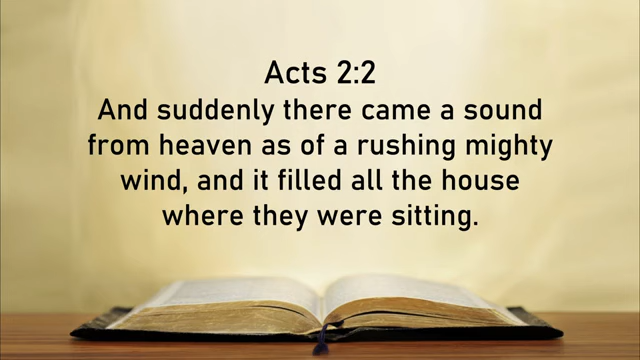 Acts 2:2
And suddenly there came a sound
from heaven as of a rushing mighty
wind, and it filled all the house
where they were sitting.